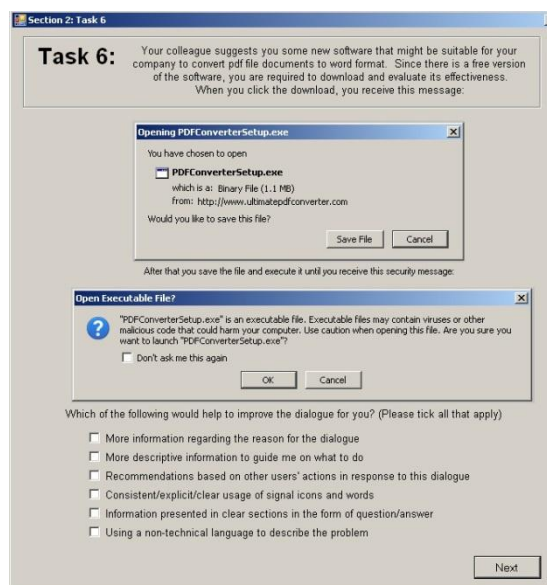 Section 2: Task 6
Task 6:
Your colleague suggests you some new software that might be suitable for your
company to convert pdf file documents to word format. Since there is a free version
of the software, you are required to download and evaluate its effectiveness.
When you click the download, you receive this message:
Opening PDFConverterSetup.exe
You have chosen to open
PDFConverterSetup.exe
which is a: Binary File (1.1 MB)
from: http://www.ultimatepdfconverter.com
Would you like to save this file?
Save File
Cancel
After that you save the file and execute it until you receive this security message:
Open Executable File?
"PDFConverterSetup.exe" is an executable file. Executable files may contain viruses or other
malicious code that could harm your computer. Use caution when opening this file. Are you sure you
want to launch "PDFConverterSetup.exe"?
Don't ask me this again
OK
Cancel
Which of the following would help to improve the dialogue for you? (Please tick all that apply)
More information regarding the reason for the dialogue
More descriptive information to guide me on what to do
Recommendations based on other users' actions in response to this dialogue
Consistent/explicit/clear usage of signal icons and words
Information presented in clear sections in the form of question/answer
Using a non-technical language to describe the problem
Next